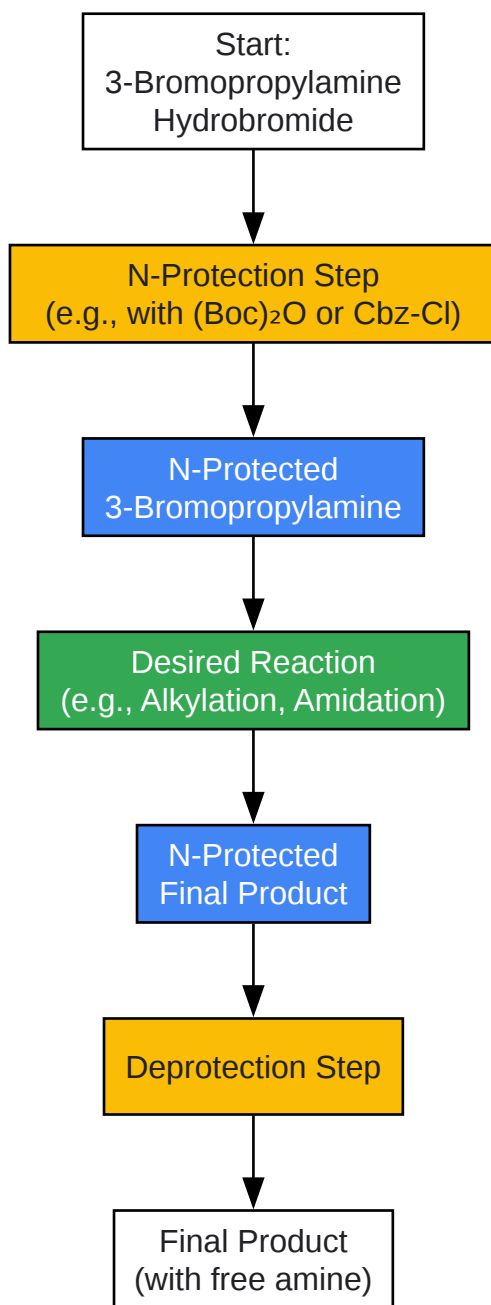 Start:
3-Bromopropylamine
Hydrobromide
N-Protection Step
(e.g., with (Boc)₂O or Cbz-Cl)
N-Protected
3-Bromopropylamine
Desired Reaction
(e.g., Alkylation, Amidation)
N-Protected
Final Product
Deprotection Step
Final Product
(with free amine)